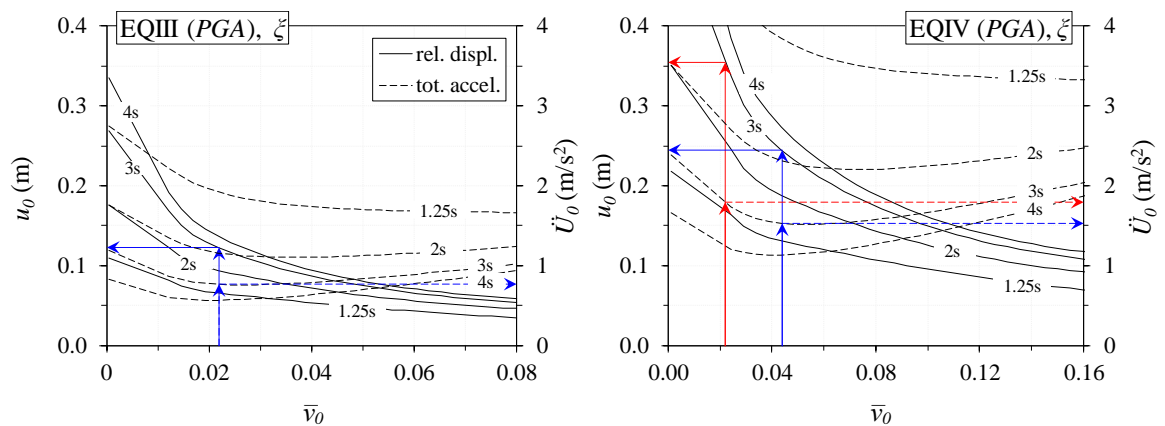 EQIII (PGA), ξ
rel. displ.
tot. accel.
0.4
0.3
0.2
0.1
0.0
u₀ (m)
4s
3s
2s
1.25s
1.25s
2s
3s
4s
4
3
2
1
0
Ü₀ (m/s²)
0 0.02 0.04 0.06 0.08
v̅₀
EQIV (PGA), ξ
0.4
0.3
0.2
0.1
0.0
u₀ (m)
4s
3s
2s
1.25s
1.25s
2s
3s
4s
4
3
2
1
0
Ü₀ (m/s²)
0.00 0.04 0.08 0.12 0.16
v̅₀